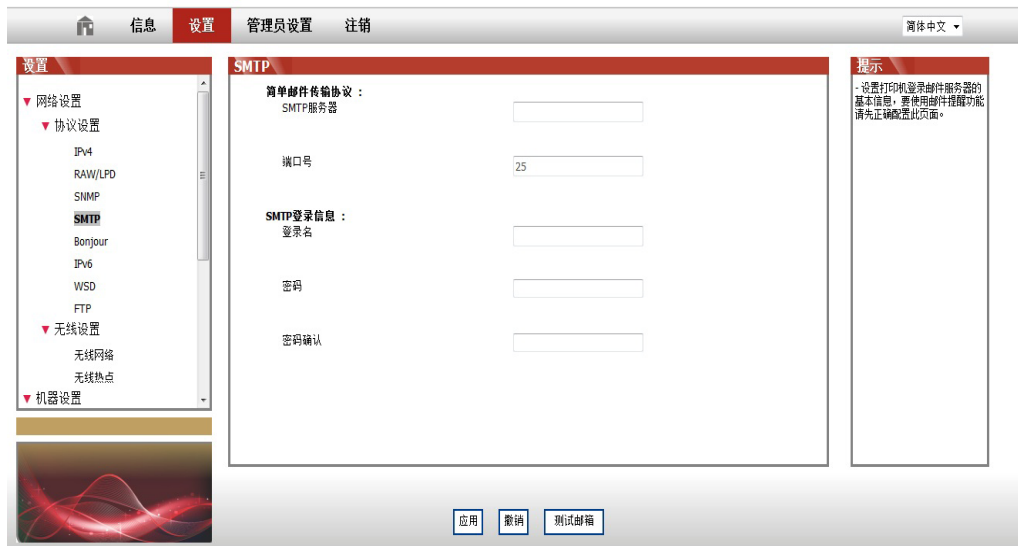 信息 设置 管理员设置 注销 简体中文
设置
网络设置
协议设置
IPv4
RAW/LPD
SNMP
SMTP
Bonjour
IPv6
WSD
FTP
无线设置
无线网络
无线热点
机器设置
SMTP
简单邮件传输协议：
SMTP服务器
端口号 25
SMTP登录信息：
登录名
密码
密码确认
提示
- 设置打印机登录邮件服务器的
基本信息，要使用邮件提醒功能
请先正确配置此页面。
应用 撤销 测试邮箱